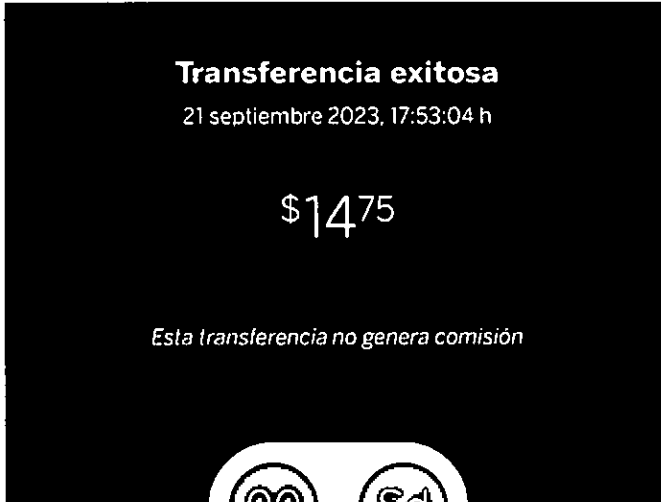 Transferencia exitosa
21 septiembre 2023, 17:53:04 h
$1475
Esta transferencia no genera comisión